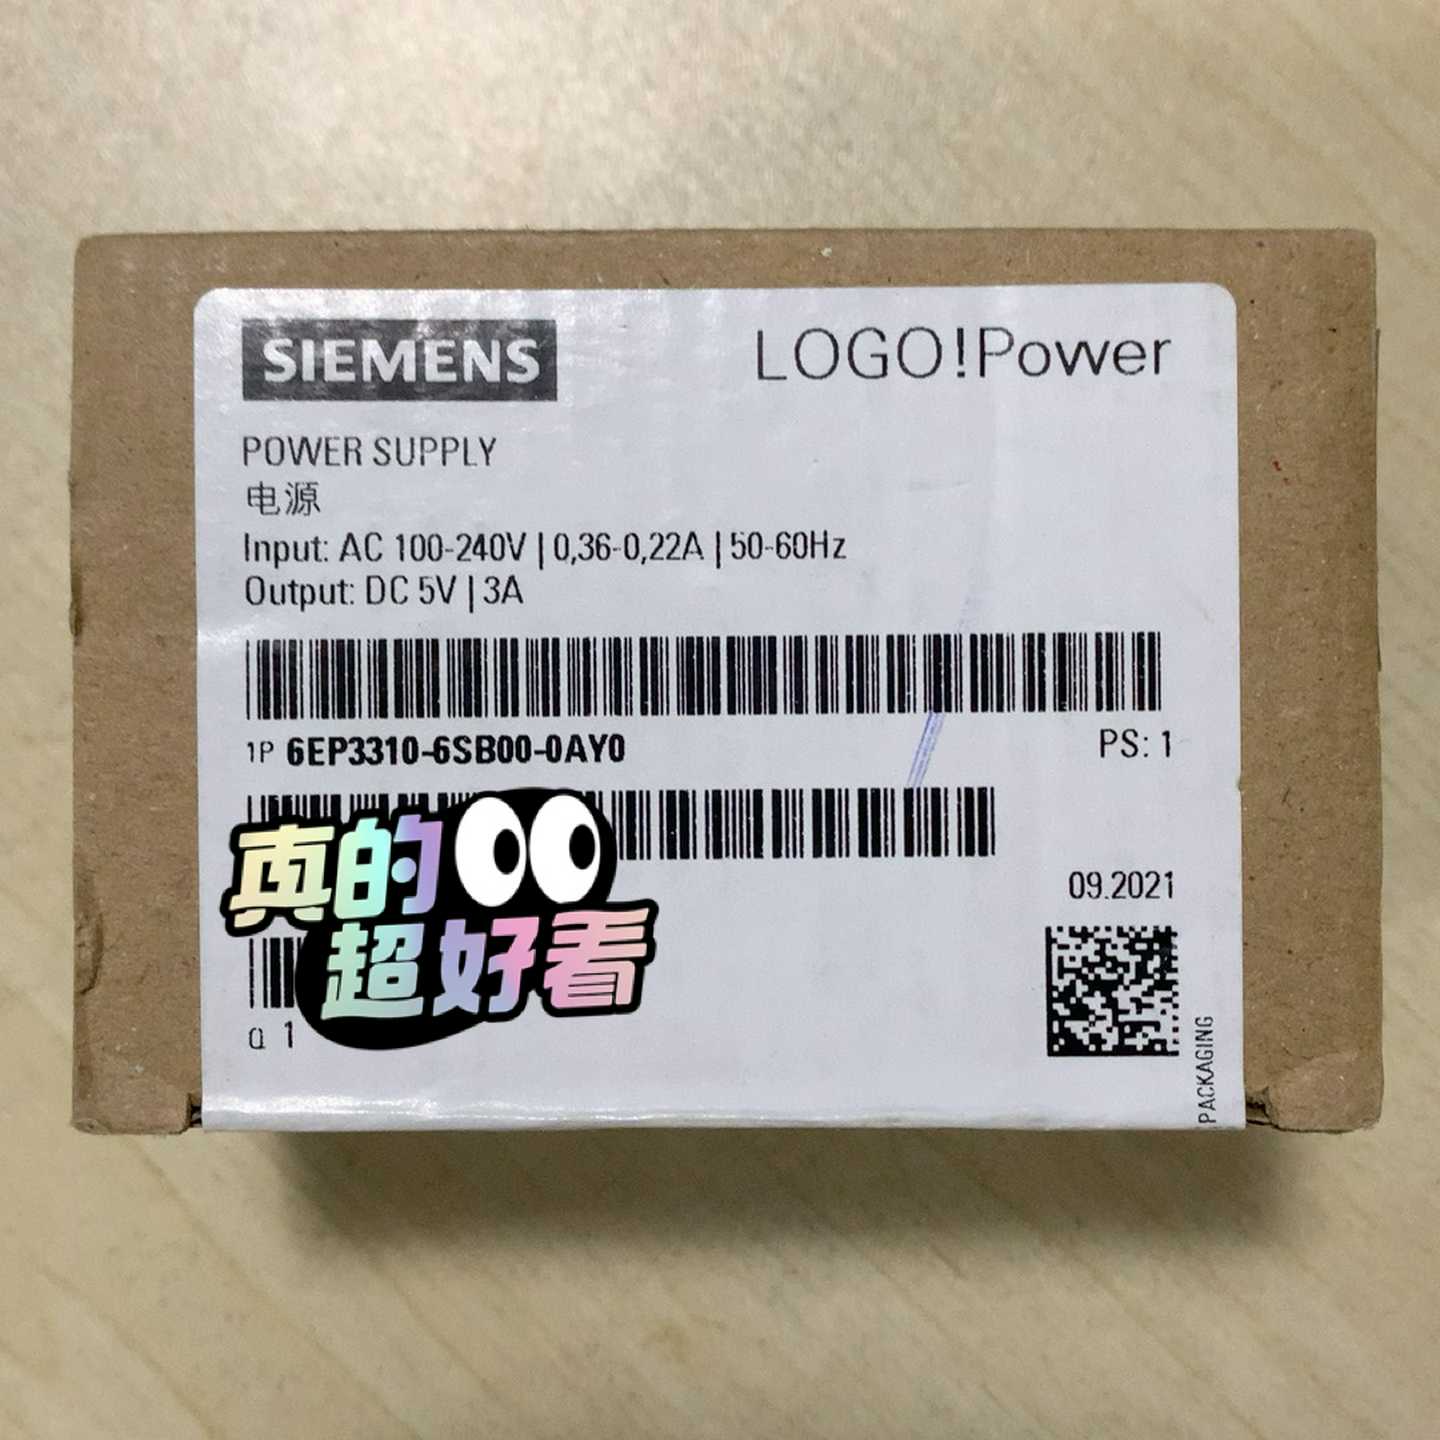 SIEMENS
LOGO!Power
POWER SUPPLY
电源
Input: AC 100-240V | 0,36-0,22A | 50-60Hz
Output: DC 5V | 3A
1P 6EP3310-6SB00-0AY0
PS: 1
真的
超好看
09.2021
Q 1
PACKAGING